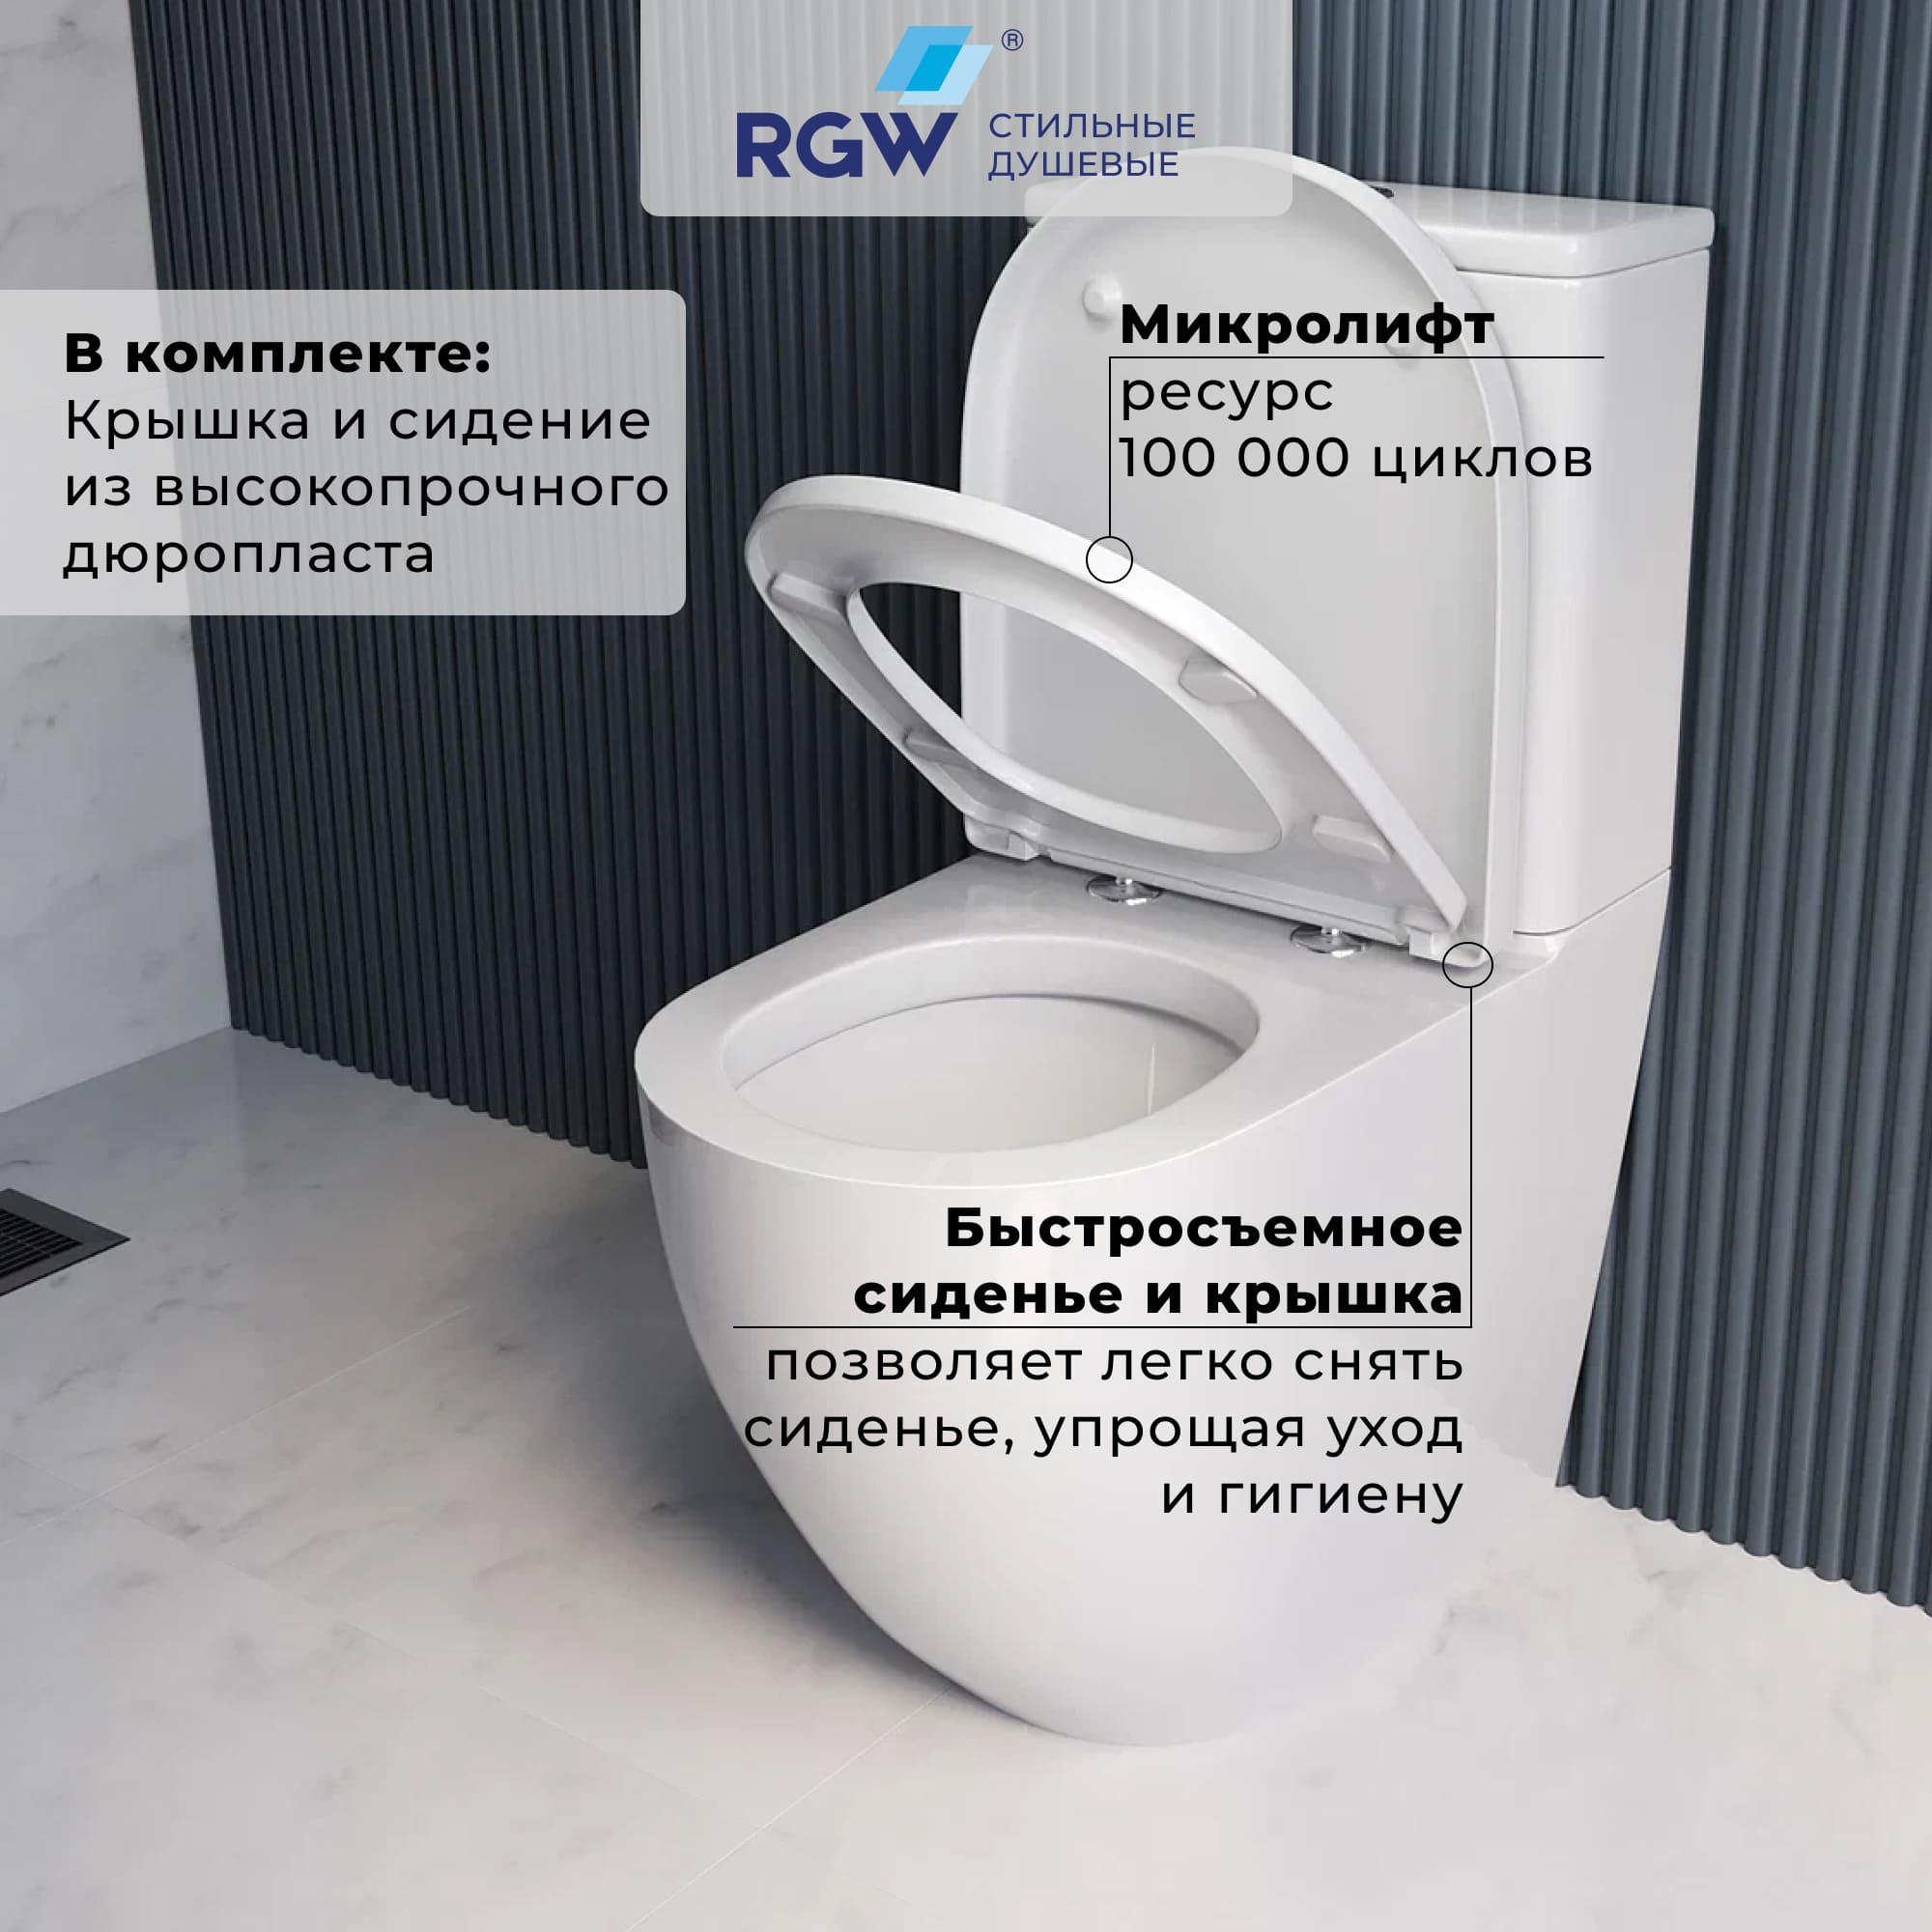 ®
RGW
СТИЛЬНЫЕ
ДУШЕВЫЕ
В комплекте:
Крышка и сидение
из высокопрочного
дюропласта
Микролифт
ресурс
100 000 циклов
Быстросъемное
сиденье и крышка
позволяет легко снять
сиденье, упрощая уход
и гигиену